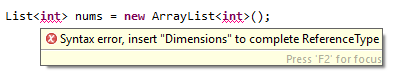 List<int> nums = new ArrayList<int>();
Syntax error, insert "Dimensions" to complete ReferenceType
Press 'F2' for focus